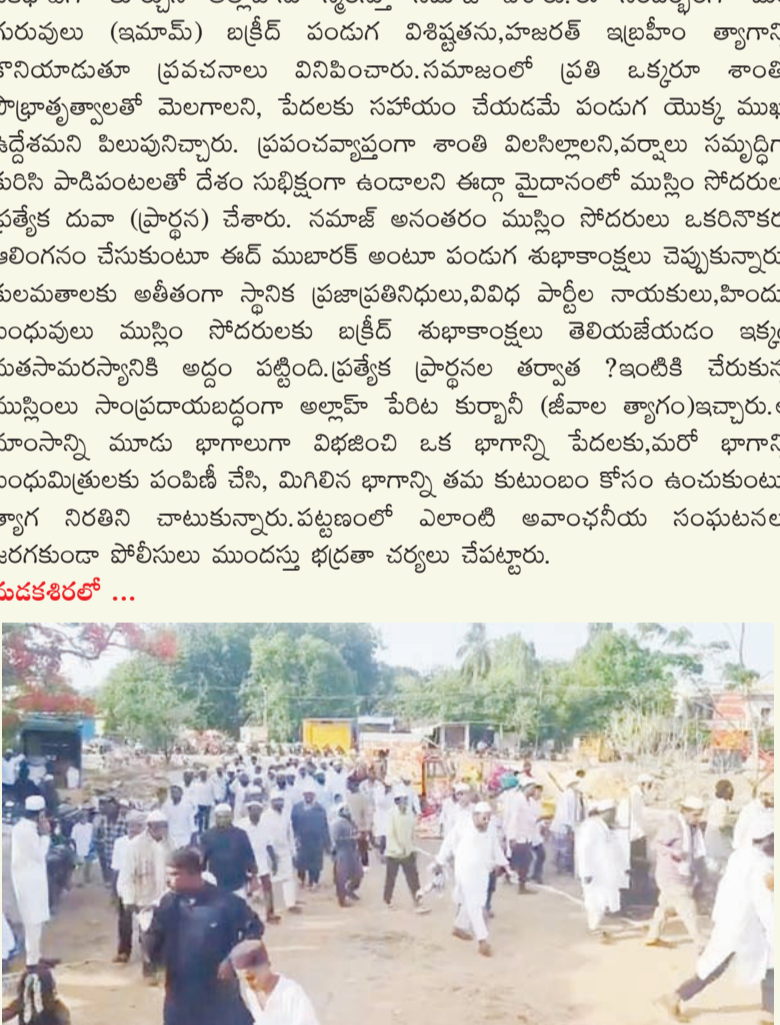 గురువులు (ఇమామ్) బక్రీద్ పండుగ విశిష్టతను,హజరత్ ఇబ్రహీం త్యాగాన్ని
కొనియాడుతూ ప్రవచనాలు వినిపించారు.సమాజంలో ప్రతి ఒక్కరూ శాంతి
సౌభ్రాతృత్వాలతో మెలగాలని, పేదలకు సహాయం చేయడమే పండుగ యొక్క ముఖ
ఉద్దేశమని పిలుపునిచ్చారు. ప్రపంచవ్యాప్తంగా శాంతి విలసిల్లాలని,వర్షాలు సమృద్ధిగ
కురిసి పాడిపంటలతో దేశం సుభిక్షంగా ఉండాలని ఈద్గా మైదానంలో ముస్లిం సోదరుల
ప్రత్యేక దువా (ప్రార్థన) చేశారు. నమాజ్ అనంతరం ముస్లిం సోదరులు ఒకరినొకర
ఆలింగనం చేసుకుంటూ ఈద్ ముబారక్ అంటూ పండుగ శుభాకాంక్షలు చెప్పుకున్నారు
కులమతాలకు అతీతంగా స్థానిక ప్రజాప్రతినిధులు,వివిధ పార్టీల నాయకులు,హిందు
బంధువులు ముస్లిం సోదరులకు బక్రీద్ శుభాకాంక్షలు తెలియజేయడం ఇక్క
మతసామరస్యానికి అద్దం పట్టింది.ప్రత్యేక ప్రార్థనల తర్వాత ?ఇంటికి చేరుకున
ముస్లింలు సాంప్రదాయబద్ధంగా అల్లాహ్ పేరిట కుర్బానీ (జీవాల త్యాగం)ఇచ్చారు.
మాంసాన్ని మూడు భాగాలుగా విభజించి ఒక భాగాన్ని పేదలకు,మరో భాగాని
బంధుమిత్రులకు పంపిణీ చేసి, మిగిలిన భాగాన్ని తమ కుటుంబం కోసం ఉంచుకుంటు
త్యాగ నిరతిని చాటుకున్నారు.పట్టణంలో ఎలాంటి అవాంఛనీయ సంఘటనల
జరగకుండా పోలీసులు ముందస్తు భద్రతా చర్యలు చేపట్టారు.
మడకశిరలో ...